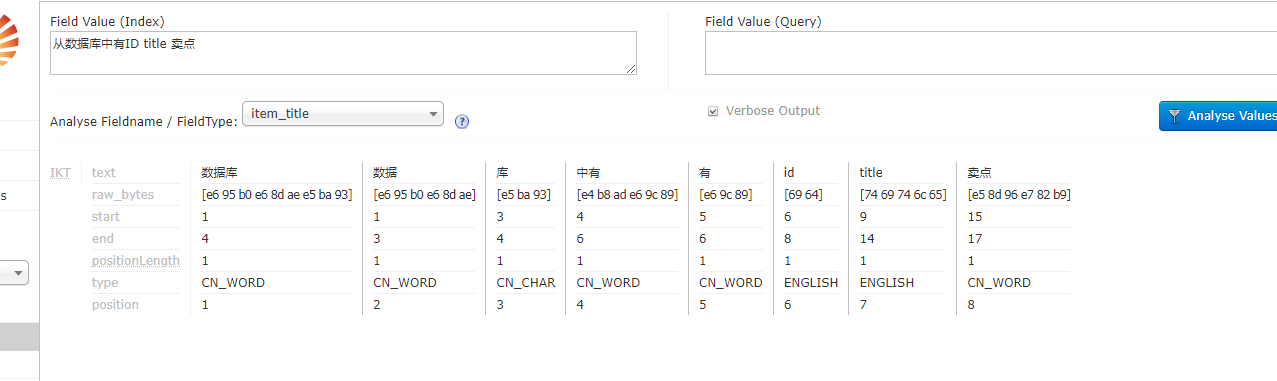 Field Value (Index)
Field Value (Query)
从数据库中有ID title 卖点
Analyse Fieldname / FieldType: item_title ?
Verbose Output
Analyse Values
IKT text 数据库 数据 库 中有 有 id title 卖点
s raw_bytes [e6 95 b0 e6 8d ae e5 ba 93] [e6 95 b0 e6 8d ae] [e5 ba 93] [e4 b8 ad e6 9c 89] [e6 9c 89] [69 64] [74 69 74 6c 65] [e5 8d 96 e7 82 b9]
start 1 1 3 4 5 6 9 15
end 4 3 4 6 6 8 14 17
positionLength 1 1 1 1 1 1 1 1
type CN_WORD CN_WORD CN_CHAR CN_WORD CN_WORD ENGLISH ENGLISH CN_WORD
position 1 2 3 4 5 6 7 8